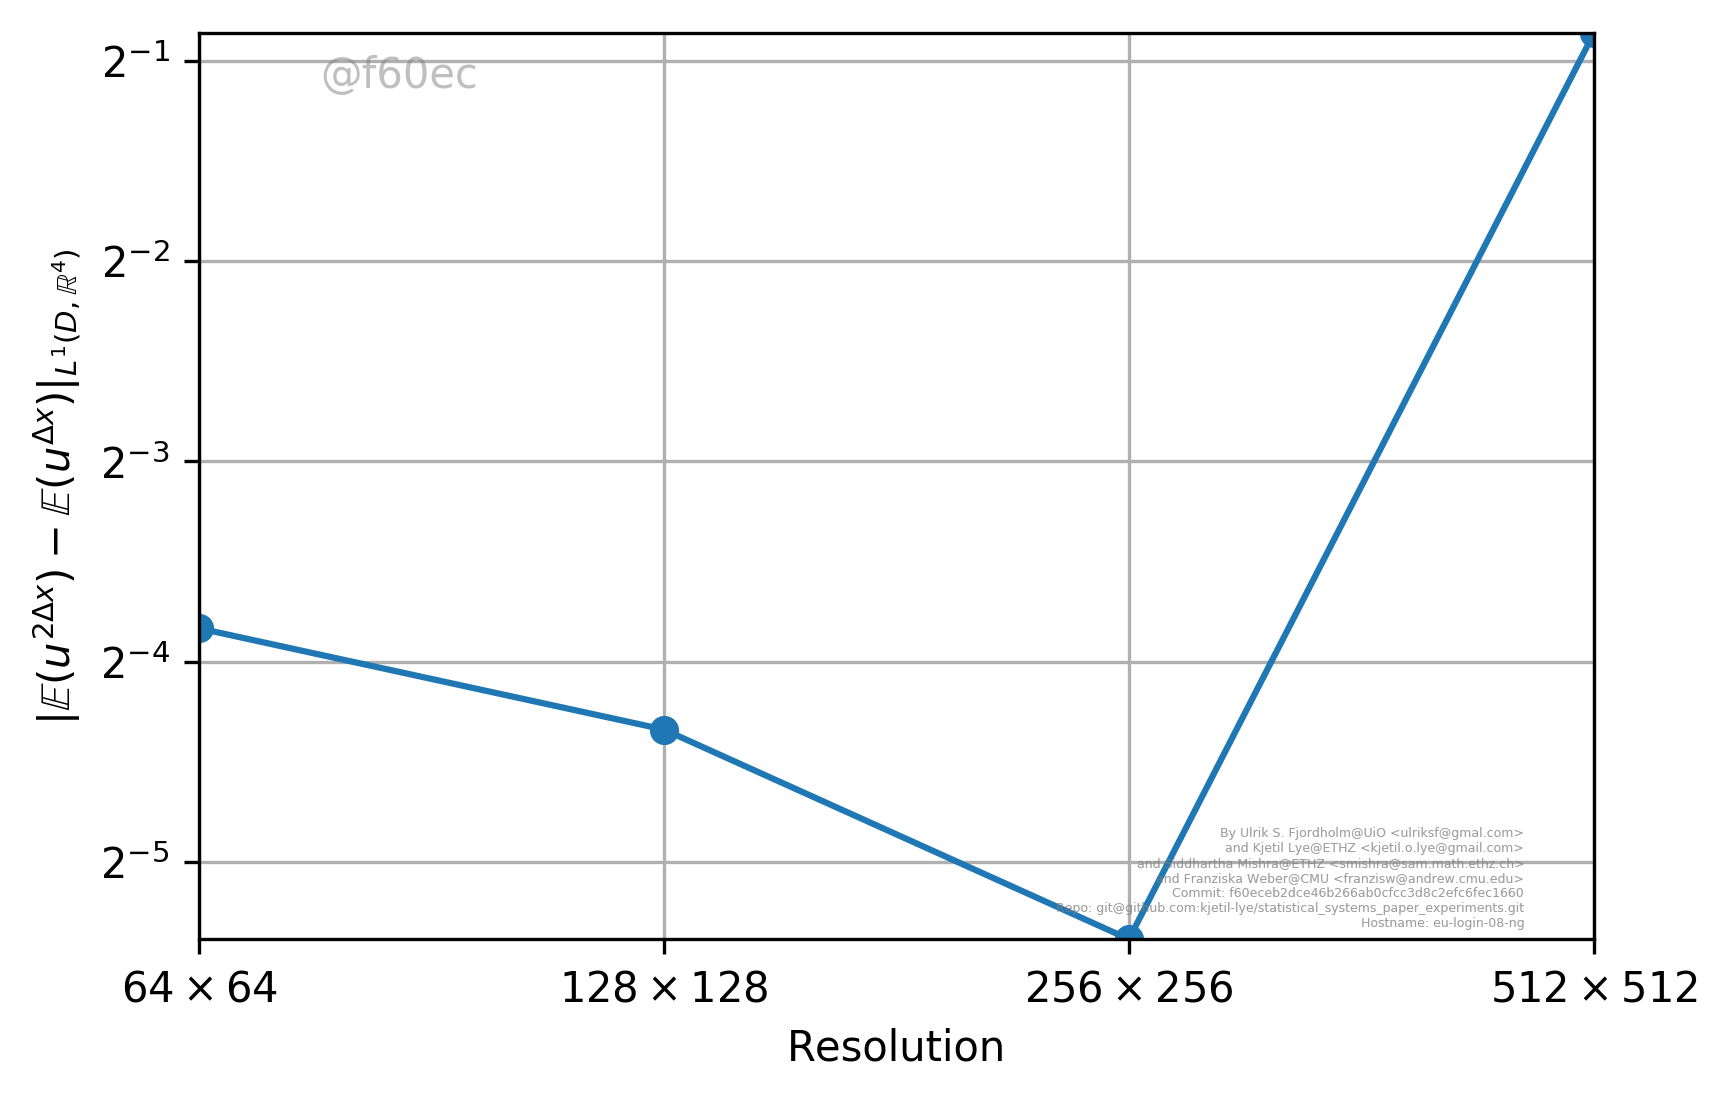 @f60ec
2⁻¹
2⁻²
2⁻³
2⁻⁴
2⁻⁵
|𝔼(u^{2Δx}) − 𝔼(u^{Δx})|_{L¹(D, ℝ⁴)}
By Ulrik S. Fjordholm@UiO <ulriksf@gmal.com>
and Kjetil Lye@ETHZ <kjetil.o.lye@gmail.com>
and Siddhartha Mishra@ETHZ <smishra@sam.math.ethz.ch>
and Franziska Weber@CMU <franzisw@andrew.cmu.edu>
Commit: f60eceb2dce46b266ab0cfcc3d8c2efc6fec1660
Repo: git@github.com:kjetil-lye/statistical_systems_paper_experiments.git
Hostname: eu-login-08-ng
64 × 64 128 × 128 256 × 256 512 × 512
Resolution